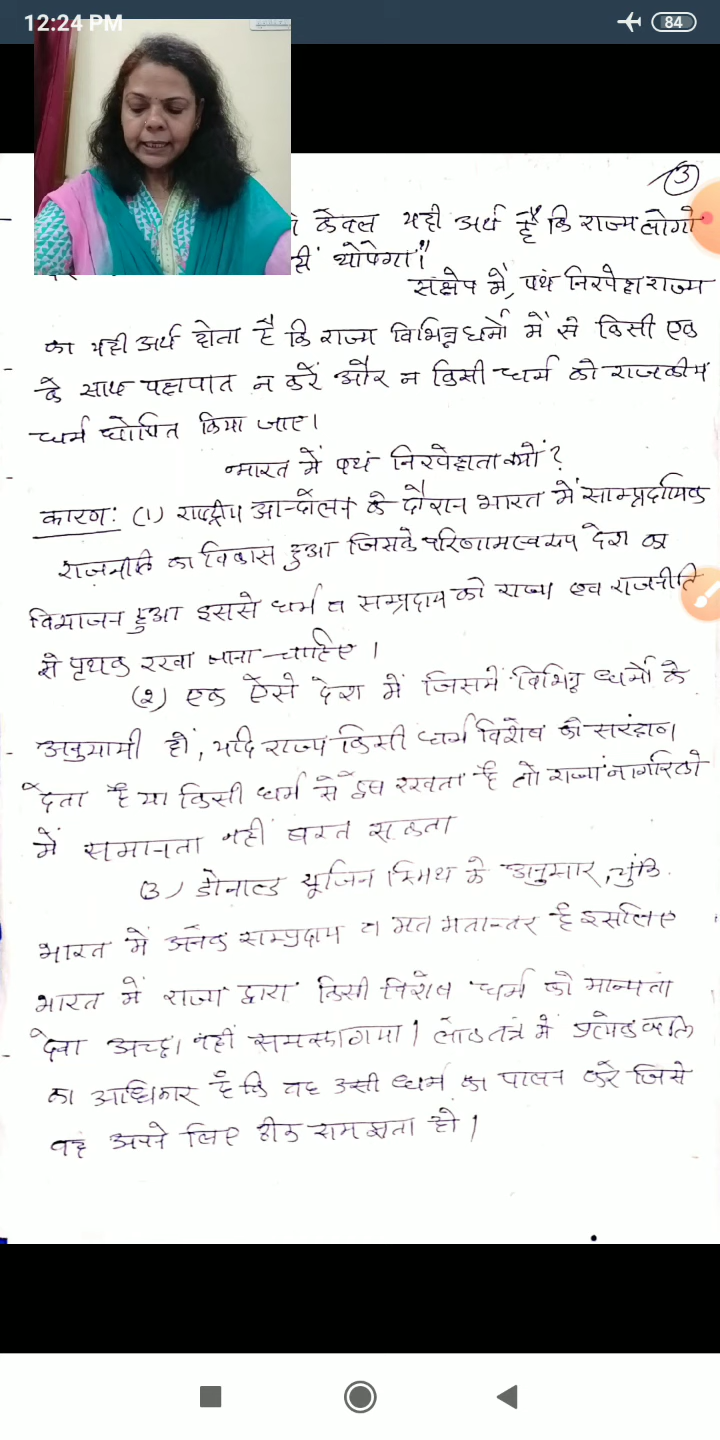 12:24 PM
84
3
केवल यही अर्थ है कि राज्य लोगो
थोपेगा।"
संक्षेप में, पंथ निरपेक्ष राज्य
का यही अर्थ होता है कि राज्य विभिन्न धर्मो में से किसी एक
के साथ पक्षपात न करें और न किसी धर्म को राजकीय
धर्म घोषित किया जाए।
भारत में पंथ निरपेक्षता क्यों?
कारण: (1) राष्ट्रीय आन्दोलन के दौरान भारत में साम्प्रदायिक
राजनीति का विकास हुआ जिसके परिणामस्वरूप देश का
विभाजन हुआ इससे धर्म व सम्प्रदाय को राज्य एवं राजनीति
से पृथक रखा जाना चाहिए।
(2) एक ऐसे देश में जिसमें विभिन्न धर्मों के
अनुयायी हों, यदि राज्य किसी धर्म विशेष को संरक्षण
देता है या किसी धर्म से द्वेष रखता है तो राज्य नागरिको
में समानता नहीं बरत सकता
(3) डोनाल्ड यूजिन स्मिथ के अनुसार, चुंकि
भारत में अनेक सम्प्रदाय व मत मतान्तर है इसलिए
भारत में राज्य द्वारा किसी विशेष धर्म को मान्यता
देना अच्छा नहीं समझा गया। लोकतंत्र में प्रत्येक व्यक्ति
का अधिकार है कि वह उसी धर्म का पालन करे जिसे
वह अपने लिए ठीक समझता हो।